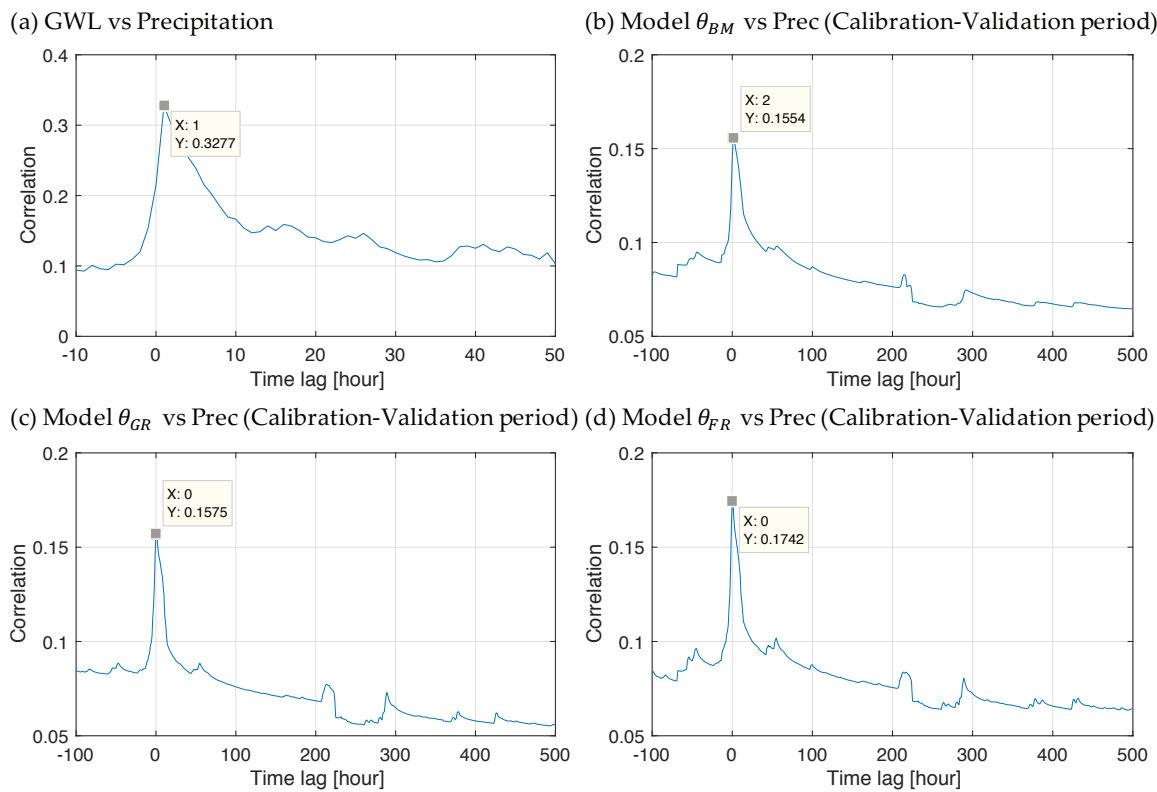 (a) GWL vs Precipitation
(b) Model θ_BM vs Prec (Calibration-Validation period)
0.4
0.3
0.2
0.1
0
Correlation
X: 1
Y: 0.3277
-10 0 10 20 30 40 50
Time lag [hour]
0.2
0.15
0.1
0.05
Correlation
X: 2
Y: 0.1554
-100 0 100 200 300 400 500
Time lag [hour]
(c) Model θ_GR vs Prec (Calibration-Validation period)
(d) Model θ_FR vs Prec (Calibration-Validation period)
0.2
0.15
0.1
0.05
Correlation
X: 0
Y: 0.1575
-100 0 100 200 300 400 500
Time lag [hour]
0.2
0.15
0.1
0.05
Correlation
X: 0
Y: 0.1742
-100 0 100 200 300 400 500
Time lag [hour]